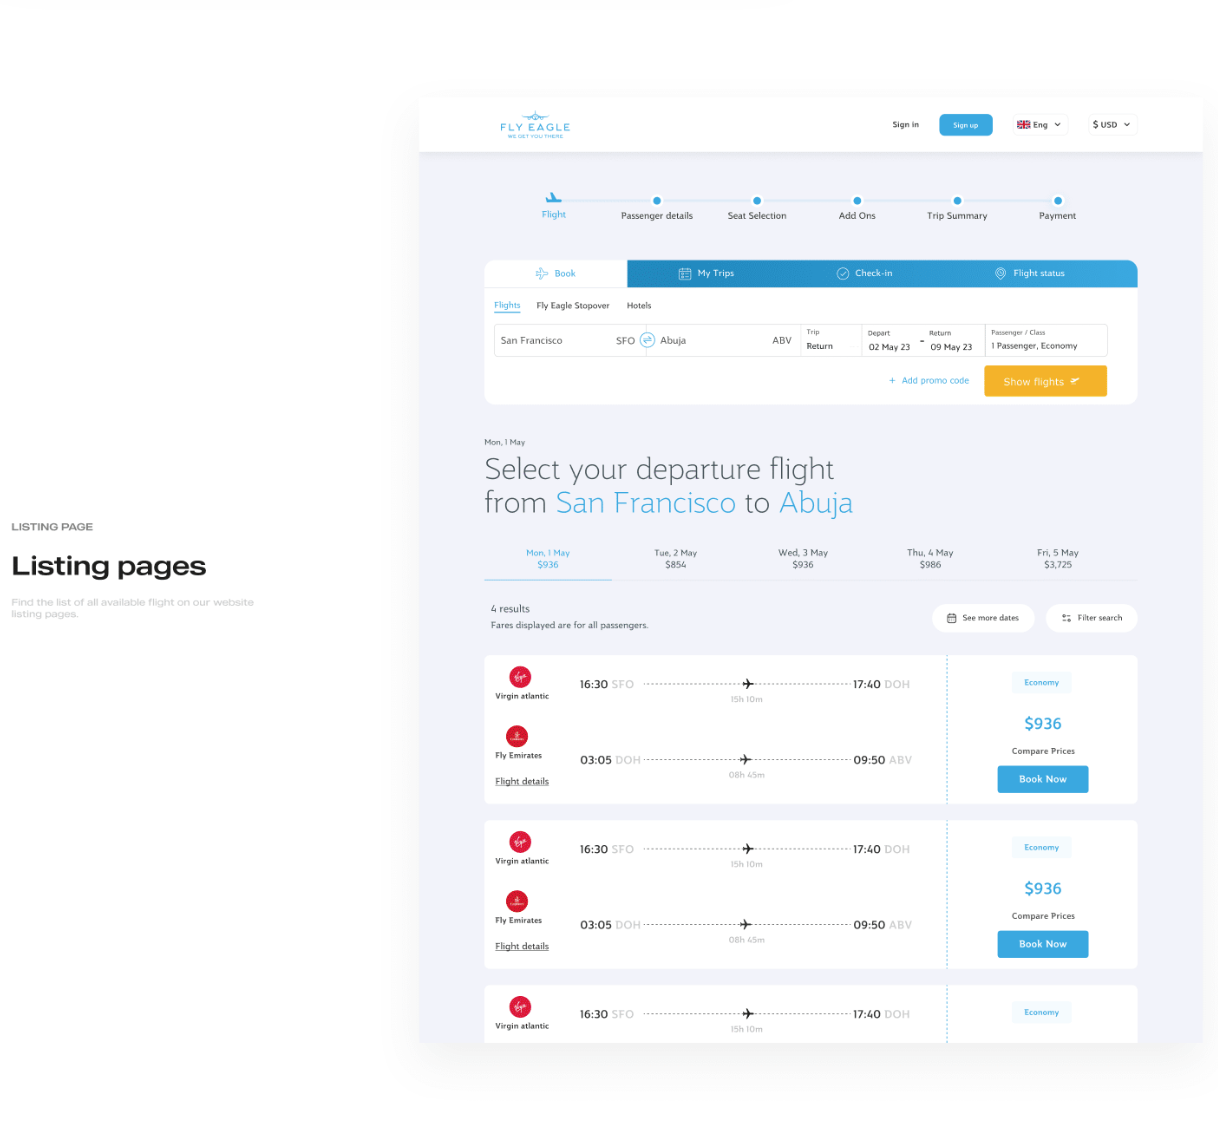 FLY EAGLE
WE GET YOU THERE
Sign in
Sign up
Eng
$ USD
Flight
Passenger details
Seat Selection
Add Ons
Trip Summary
Payment
Book
My Trips
Check-in
Flight status
Flights
Fly Eagle Stopover
Hotels
San Francisco
SFO
Abuja
ABV
Trip
Return
Depart
02 May 23
-
Return
09 May 23
Passenger / Class
1 Passenger, Economy
+ Add promo code
Show flights
Mon, 1 May
Select your departure flight
from San Francisco to Abuja
LISTING PAGE
Listing pages
Find the list of all available flight on our website
listing pages.
Mon, 1 May
$936
Tue, 2 May
$854
Wed, 3 May
$936
Thu, 4 May
$986
Fri, 5 May
$3,725
4 results
Fares displayed are for all passengers.
See more dates
Filter search
Virgin atlantic
16:30 SFO
15h 10m
17:40 DOH
Fly Emirates
03:05 DOH
08h 45m
09:50 ABV
Flight details
Economy
$936
Compare Prices
Book Now
Virgin atlantic
16:30 SFO
15h 10m
17:40 DOH
Fly Emirates
03:05 DOH
08h 45m
09:50 ABV
Flight details
Economy
$936
Compare Prices
Book Now
Virgin atlantic
16:30 SFO
15h 10m
17:40 DOH
Economy